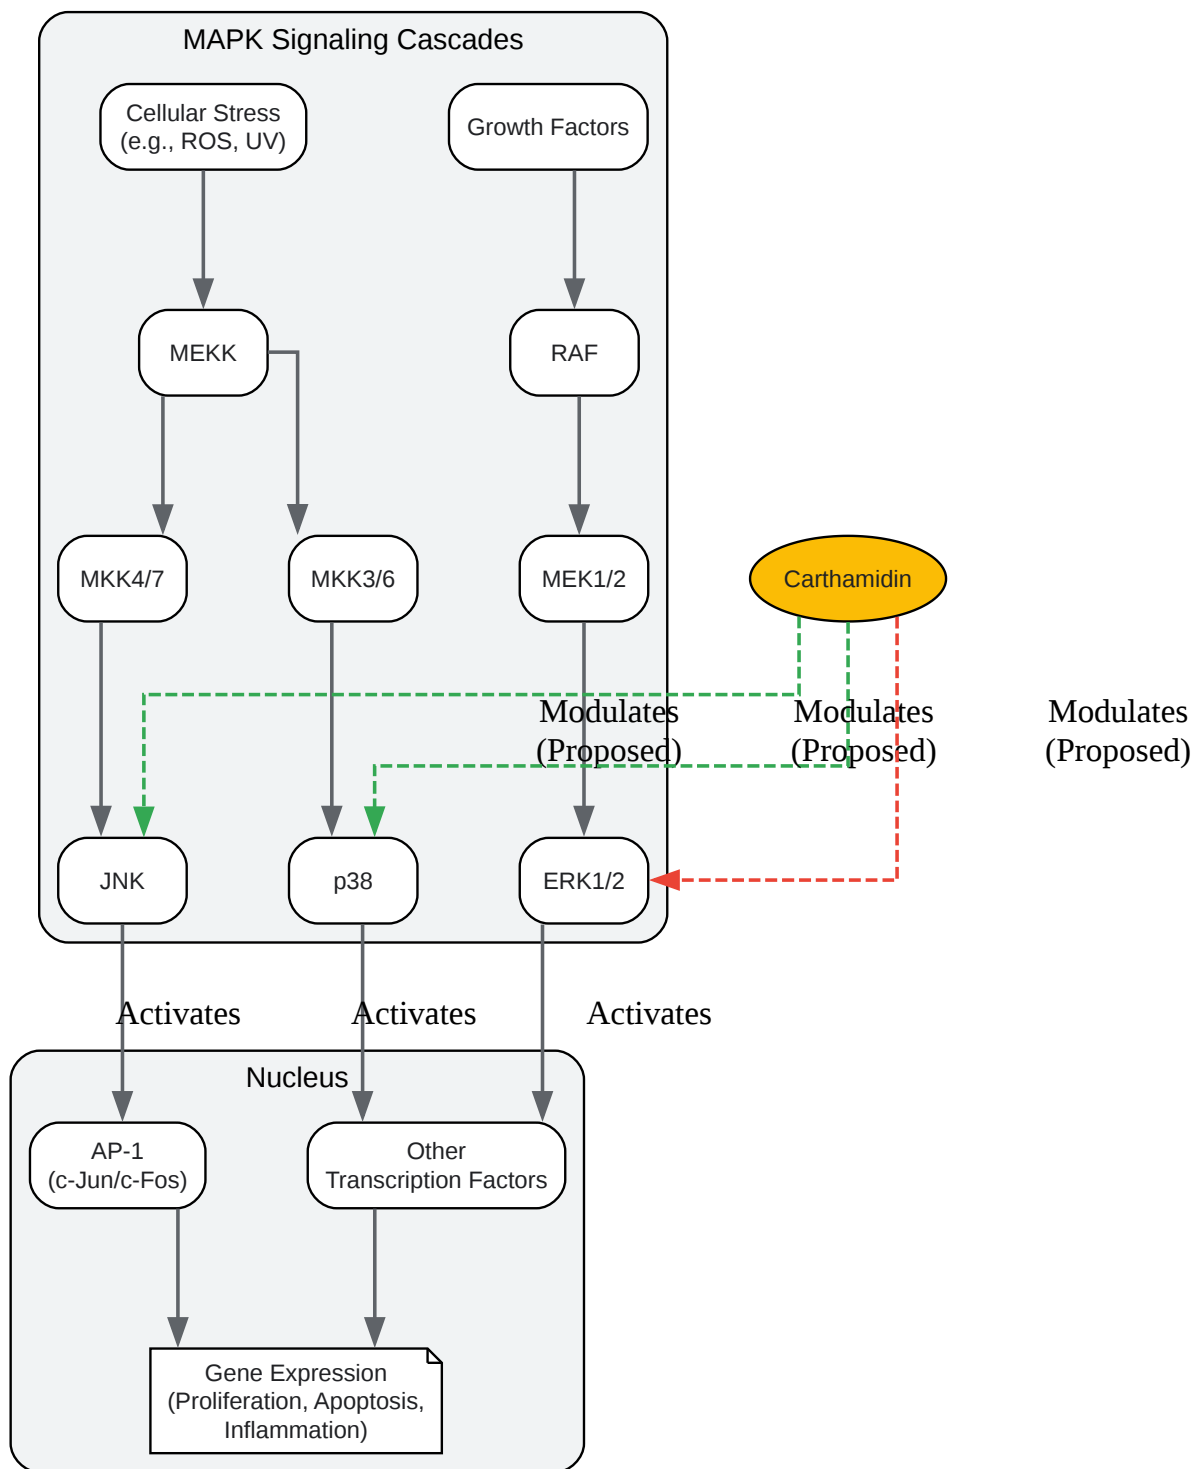 MAPK Signaling Cascades
Cellular Stress
(e.g., ROS, UV)
Growth Factors
MEKK
RAF
MKK4/7
MKK3/6
MEK1/2
Carthamidin
Modulates
(Proposed)
Modulates
(Proposed)
Modulates
(Proposed)
JNK
p38
ERK1/2
Activates
Activates
Activates
Nucleus
AP-1
(c-Jun/c-Fos)
Other
Transcription Factors
Gene Expression
(Proliferation, Apoptosis,
Inflammation)